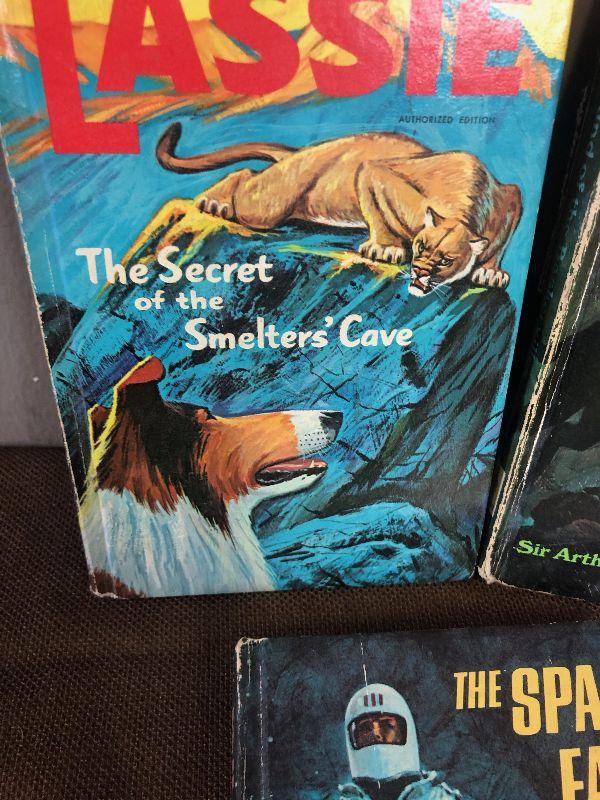 LASSIE
AUTHORIZED EDITION
The Secret
of the
Smelters' Cave
Sir Arth
THE SPA
FA